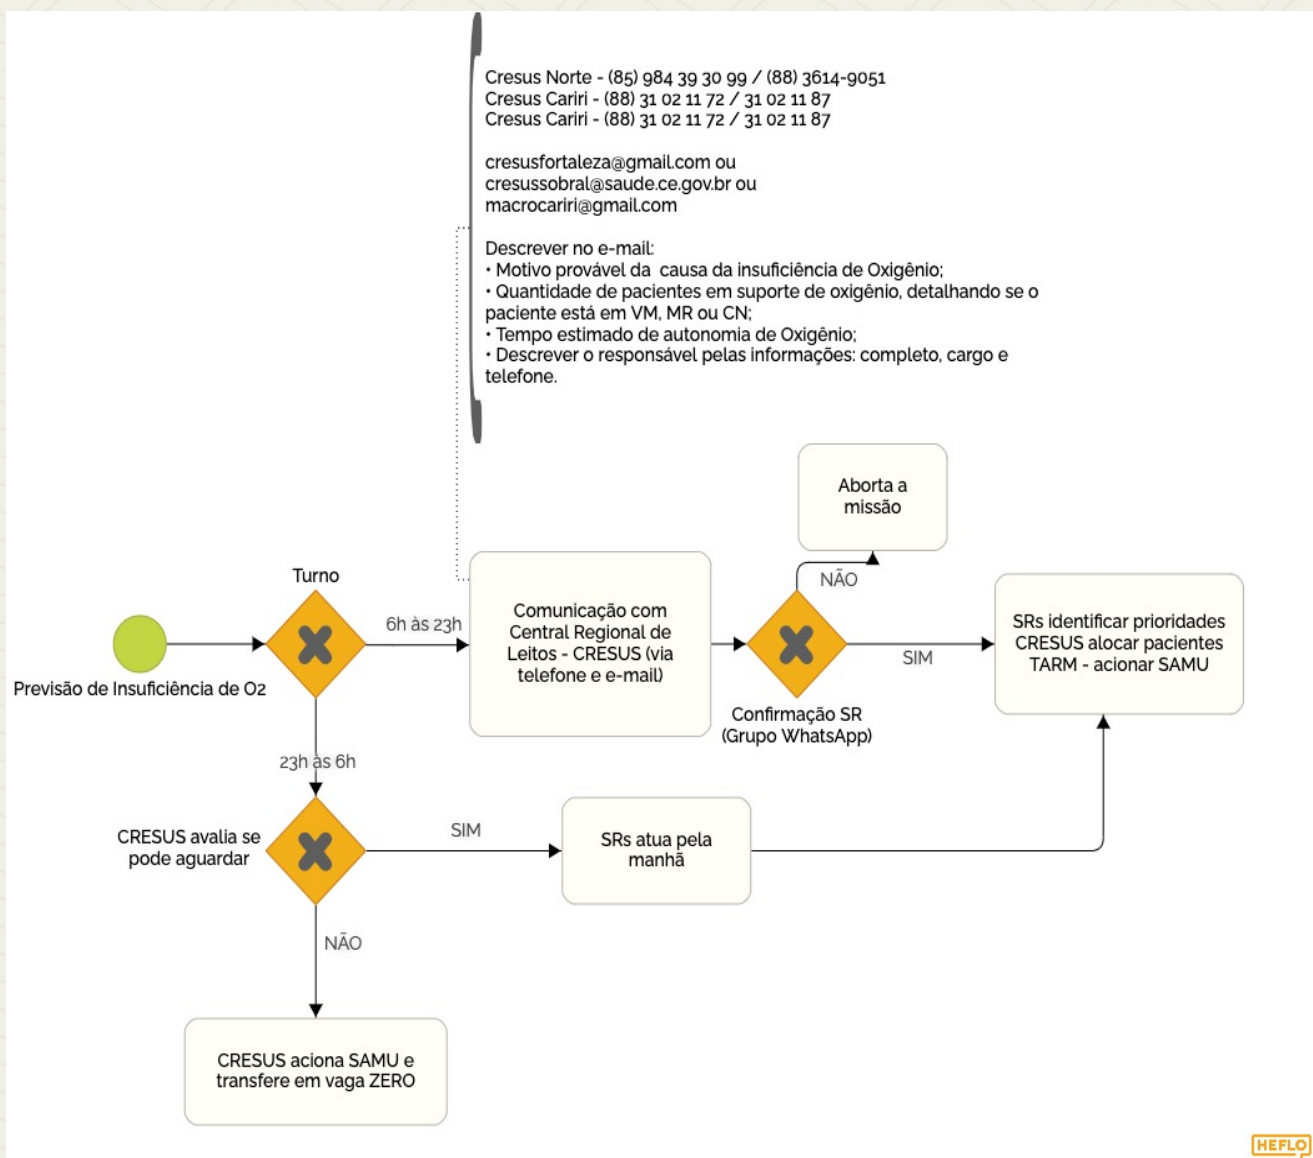 Cresus Norte - (85) 984 39 30 99 / (88) 3614-9051
Cresus Cariri - (88) 31 02 11 72 / 31 02 11 87
Cresus Cariri - (88) 31 02 11 72 / 31 02 11 87
cresusfortaleza@gmail.com ou
cresussobral@saude.ce.gov.br ou
macrocariri@gmail.com
Descrever no e-mail:
• Motivo provável da  causa da insuficiência de Oxigênio;
• Quantidade de pacientes em suporte de oxigênio, detalhando se o
paciente está em VM, MR ou CN;
• Tempo estimado de autonomia de Oxigênio;
• Descrever o responsável pelas informações: completo, cargo e
telefone.
Aborta a
missão
NÃO
Turno
6h às 23h
Previsão de Insuficiência de O2
Comunicação com
Central Regional de
Leitos - CRESUS (via
telefone e e-mail)
SIM
Confirmação SR
(Grupo WhatsApp)
SRs identificar prioridades
CRESUS alocar pacientes
TARM - acionar SAMU
23h às 6h
CRESUS avalia se
pode aguardar
SIM
SRs atua pela
manhã
NÃO
CRESUS aciona SAMU e
transfere em vaga ZERO
HEFLO